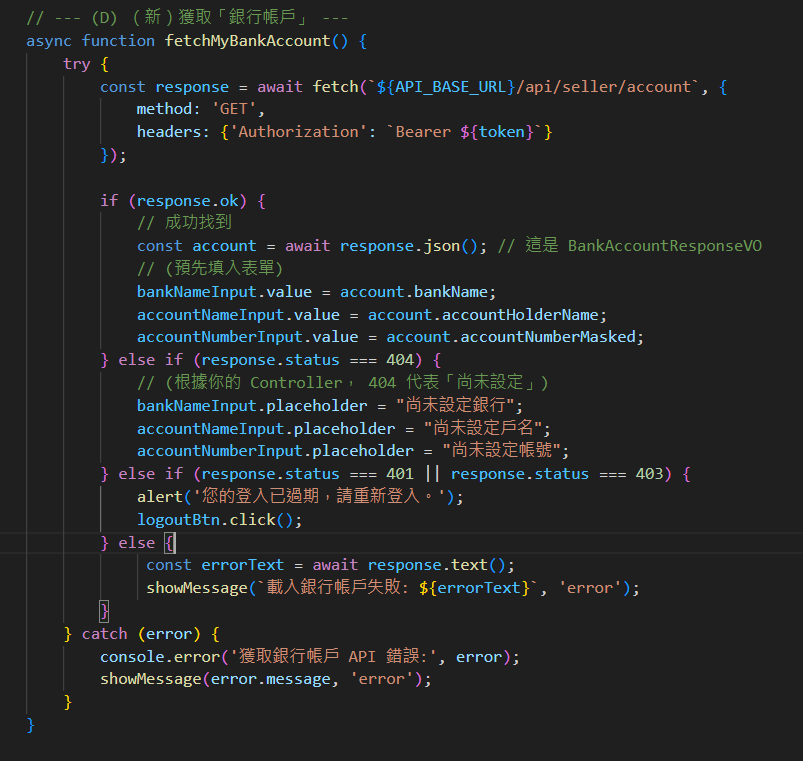 // --- (D) （新）獲取「銀行帳戶」 ---
async function fetchMyBankAccount() {
try {
const response = await fetch(`${API_BASE_URL}/api/seller/account`, {
method: 'GET',
headers: {'Authorization': `Bearer ${token}`}
});
if (response.ok) {
// 成功找到
const account = await response.json(); // 這是 BankAccountResponseVO
// (預先填入表單)
bankNameInput.value = account.bankName;
accountNameInput.value = account.accountHolderName;
accountNumberInput.value = account.accountNumberMasked;
} else if (response.status === 404) {
// (根據你的 Controller， 404 代表「尚未設定」)
bankNameInput.placeholder = "尚未設定銀行";
accountNameInput.placeholder = "尚未設定戶名";
accountNumberInput.placeholder = "尚未設定帳號";
} else if (response.status === 401 || response.status === 403) {
alert('您的登入已過期，請重新登入。');
logoutBtn.click();
} else {
const errorText = await response.text();
showMessage(`載入銀行帳戶失敗: ${errorText}`, 'error');
}
} catch (error) {
console.error('獲取銀行帳戶 API 錯誤:', error);
showMessage(error.message, 'error');
}
}